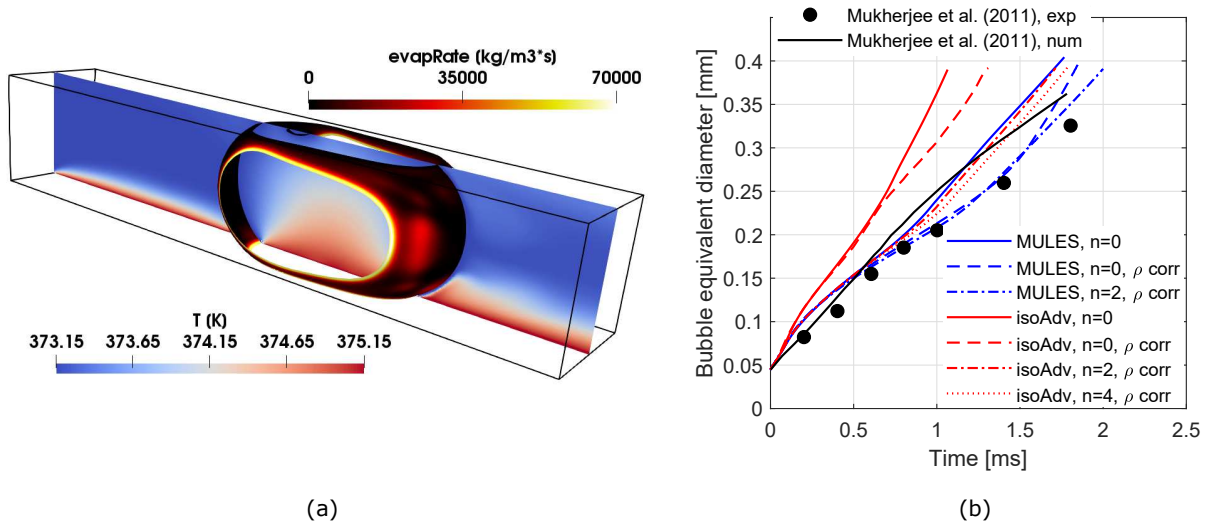 evapRate (kg/m3*s)
0 35000 70000
T (K)
373.15 373.65 374.15 374.65 375.15
(a)
Mukherjee et al. (2011), exp
Mukherjee et al. (2011), num
Bubble equivalent diameter [mm]
0.4
0.35
0.3
0.25
0.2
0.15
0.1
0.05
0
MULES, n=0
MULES, n=0, ρ corr
MULES, n=2, ρ corr
isoAdv, n=0
isoAdv, n=0, ρ corr
isoAdv, n=2, ρ corr
isoAdv, n=4, ρ corr
0 0.5 1 1.5 2 2.5
Time [ms]
(b)